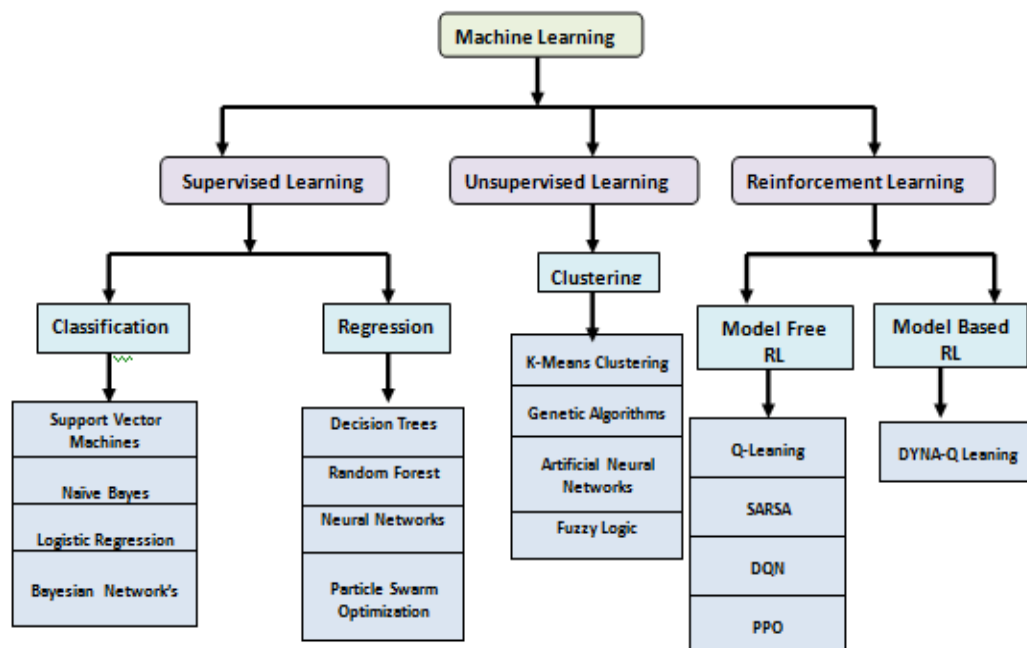 Machine Learning
Supervised Learning
Unsupervised Learning
Reinforcement Learning
Classification
Regression
Clustering
Model Free
RL
Model Based
RL
Support Vector
Machines
Naïve Bayes
Logistic Regression
Bayesian Network's
Decision Trees
Random Forest
Neural Networks
Particle Swarm
Optimization
K-Means Clustering
Genetic Algorithms
Artificial Neural
Networks
Fuzzy Logic
Q-Leaning
SARSA
DQN
PPO
DYNA-Q Leaning